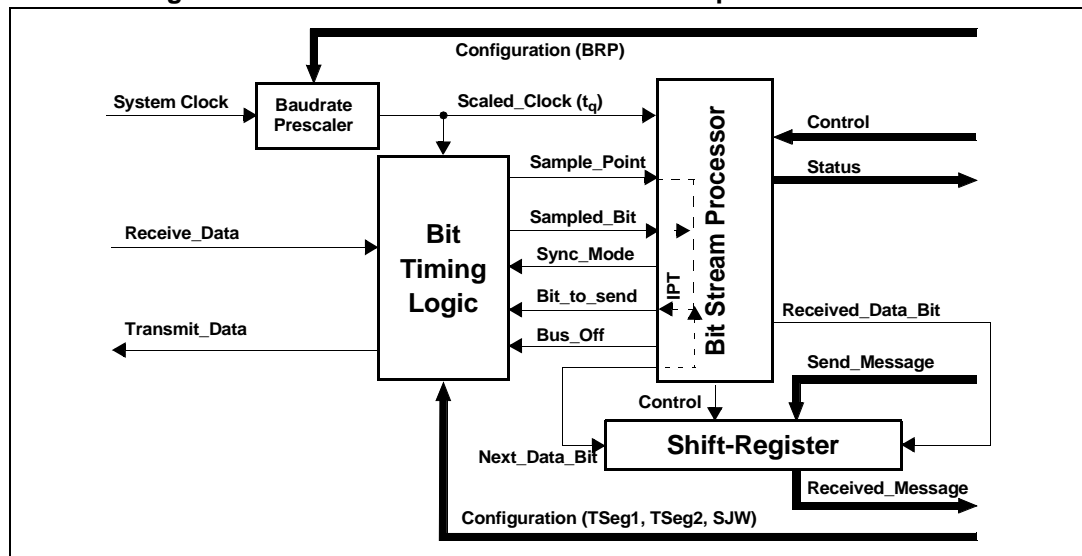 Configuration (BRP)
System Clock
Baudrate
Prescaler
Scaled_Clock (tq)
Control
Status
Sample_Point
Sampled_Bit
Sync_Mode
Bit_to_send
Bus_Off
IPT
Bit Stream Processor
Receive_Data
Transmit_Data
Bit
Timing
Logic
Received_Data_Bit
Send_Message
Control
Next_Data_Bit
Shift-Register
Received_Message
Configuration (TSeg1, TSeg2, SJW)